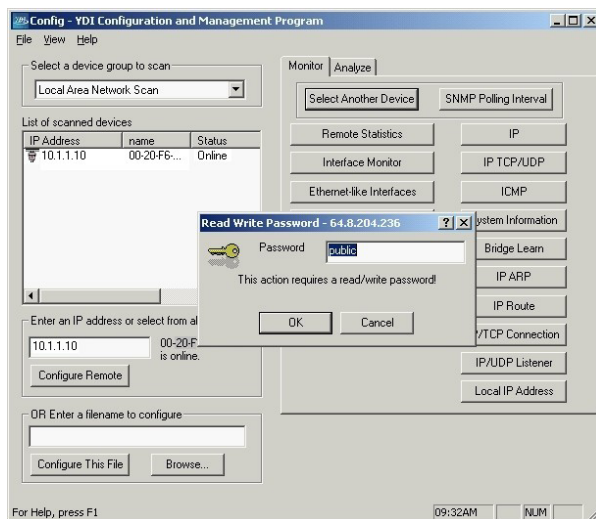 Config - YDI Configuration and Management Program
File View Help
Select a device group to scan
Local Area Network Scan
List of scanned devices
IP Address name Status
10.1.1.10 00-20-F6-... Online
Enter an IP address or select from a
10.1.1.10
00-20-F
is online.
Configure Remote
OR Enter a filename to configure
Configure This File Browse...
Monitor Analyze
Select Another Device SNMP Polling Interval
Remote Statistics IP
Interface Monitor IP TCP/UDP
Ethernet-like Interfaces ICMP
ystem Information
Bridge Learn
IP ARP
IP Route
/TCP Connection
IP/UDP Listener
Local IP Address
Read Write Password - 64.8.204.236
Password public
This action requires a read/write password!
OK Cancel
For Help, press F1 09:32AM NUM